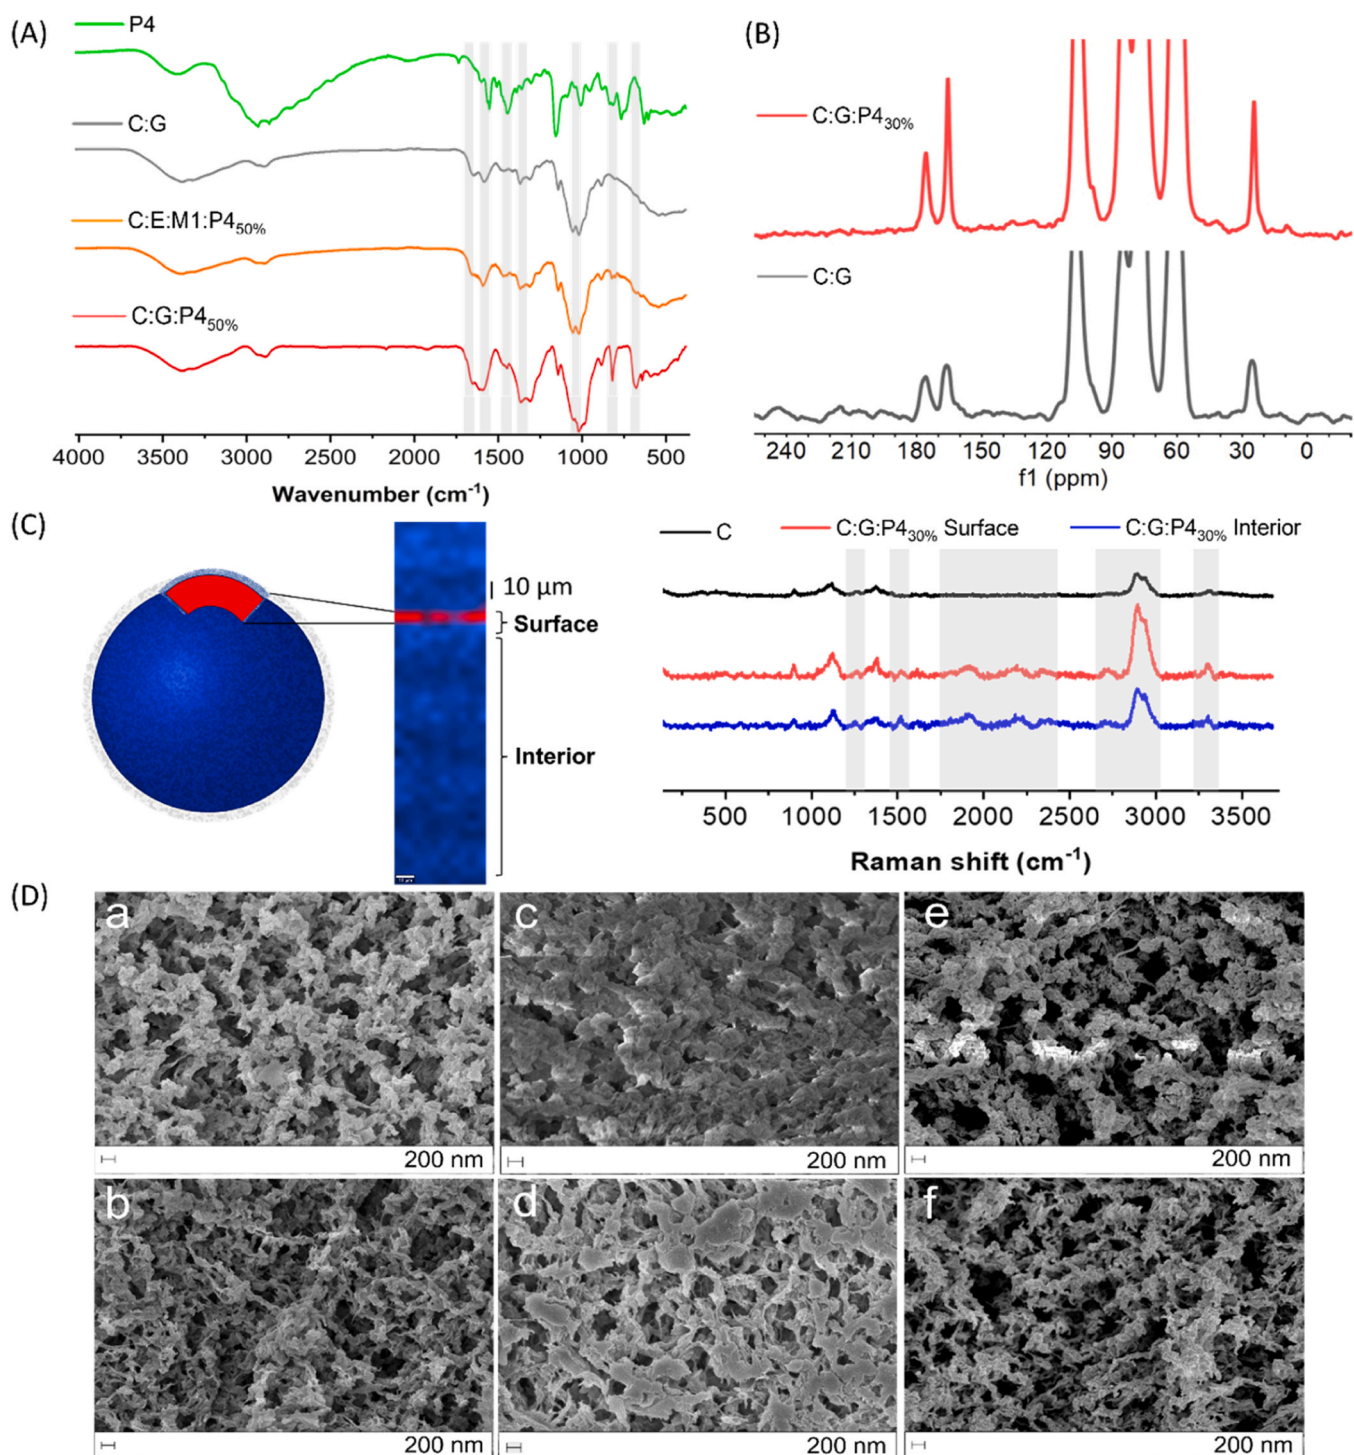 (A)
P4
C:G
C:E:M1:P4₅₀%
C:G:P4₅₀%
4000 3500 3000 2500 2000 1500 1000 500
Wavenumber (cm⁻¹)
(B)
C:G:P4₃₀%
C:G
240 210 180 150 120 90 60 30 0
f1 (ppm)
(C)
10 µm
Surface
Interior
C C:G:P4₃₀% Surface C:G:P4₃₀% Interior
500 1000 1500 2000 2500 3000 3500
Raman shift (cm⁻¹)
(D)
a c e
200 nm 200 nm 200 nm
b d f
200 nm 200 nm 200 nm